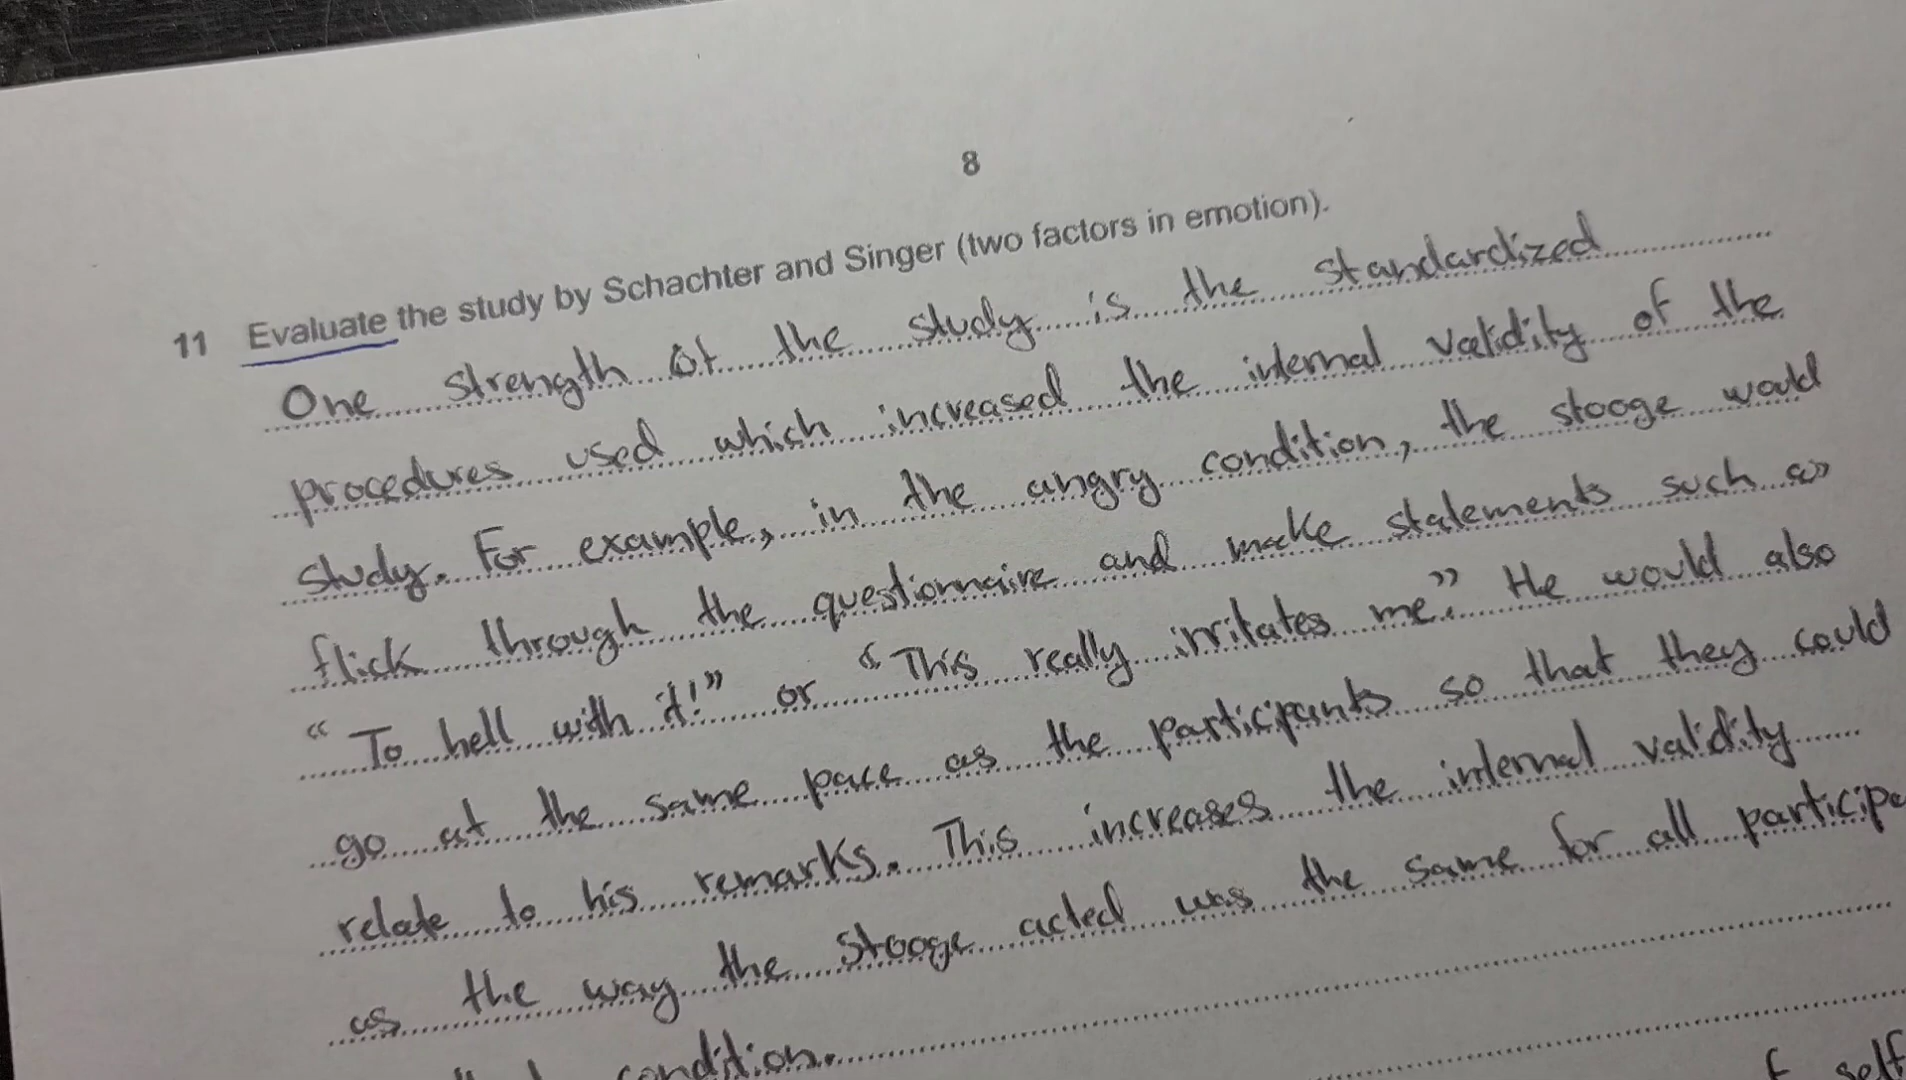 8
11 Evaluate the study by Schachter and Singer (two factors in emotion).
One strength of the study is the standardized
procedures used which increased the internal validity of the
study. For example, in the angry condition, the stooge would
flick through the questionnaire and make statements such as
"To hell with it!" or "This really irritates me." He would also
go at the same pace as the participants so that they could
relate to his remarks. This increases the internal validity
as the way the stooge acted was the same for all
condition.
self